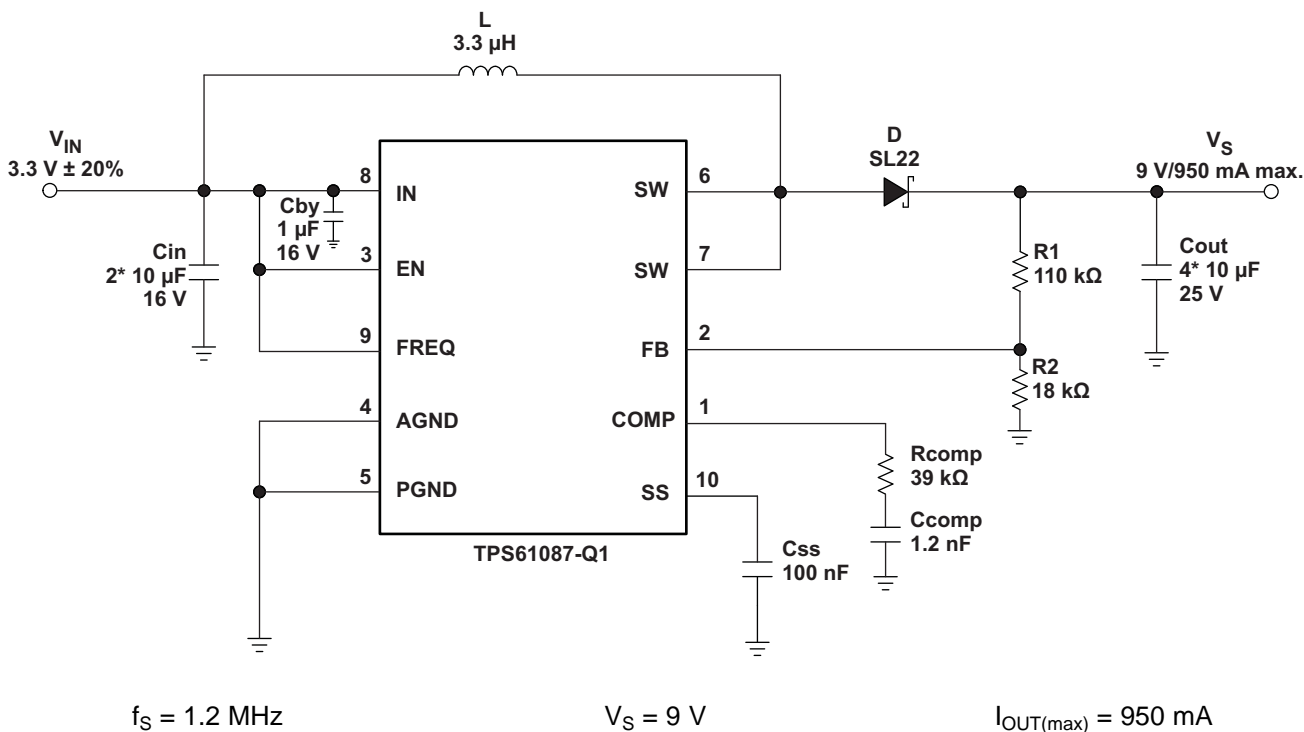 L
3.3 µH
V_IN
3.3 V ± 20%
D
SL22
V_S
9 V/950 mA max.
8
IN
SW
6
Cby
1 µF
16 V
Cin
2* 10 µF
16 V
3
EN
SW
7
R1
110 kΩ
Cout
4* 10 µF
25 V
9
FREQ
FB
2
R2
18 kΩ
4
AGND
COMP
1
Rcomp
39 kΩ
5
PGND
SS
10
Ccomp
1.2 nF
TPS61087-Q1
Css
100 nF
f_S = 1.2 MHz
V_S = 9 V
I_OUT(max) = 950 mA